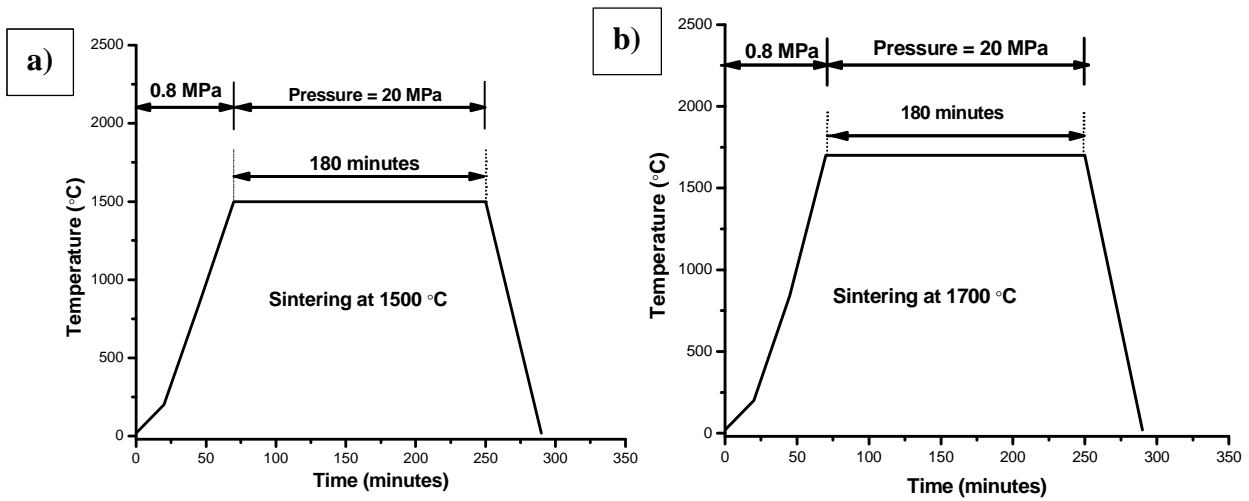 a)
0.8 MPa
Pressure = 20 MPa
180 minutes
Sintering at 1500 °C
Temperature (°C)
2500
2000
1500
1000
500
0
0 50 100 150 200 250 300 350
Time (minutes)
b)
0.8 MPa
Pressure = 20 MPa
180 minutes
Sintering at 1700 °C
Temperature (°C)
2500
2000
1500
1000
500
0
0 50 100 150 200 250 300 350
Time (minutes)